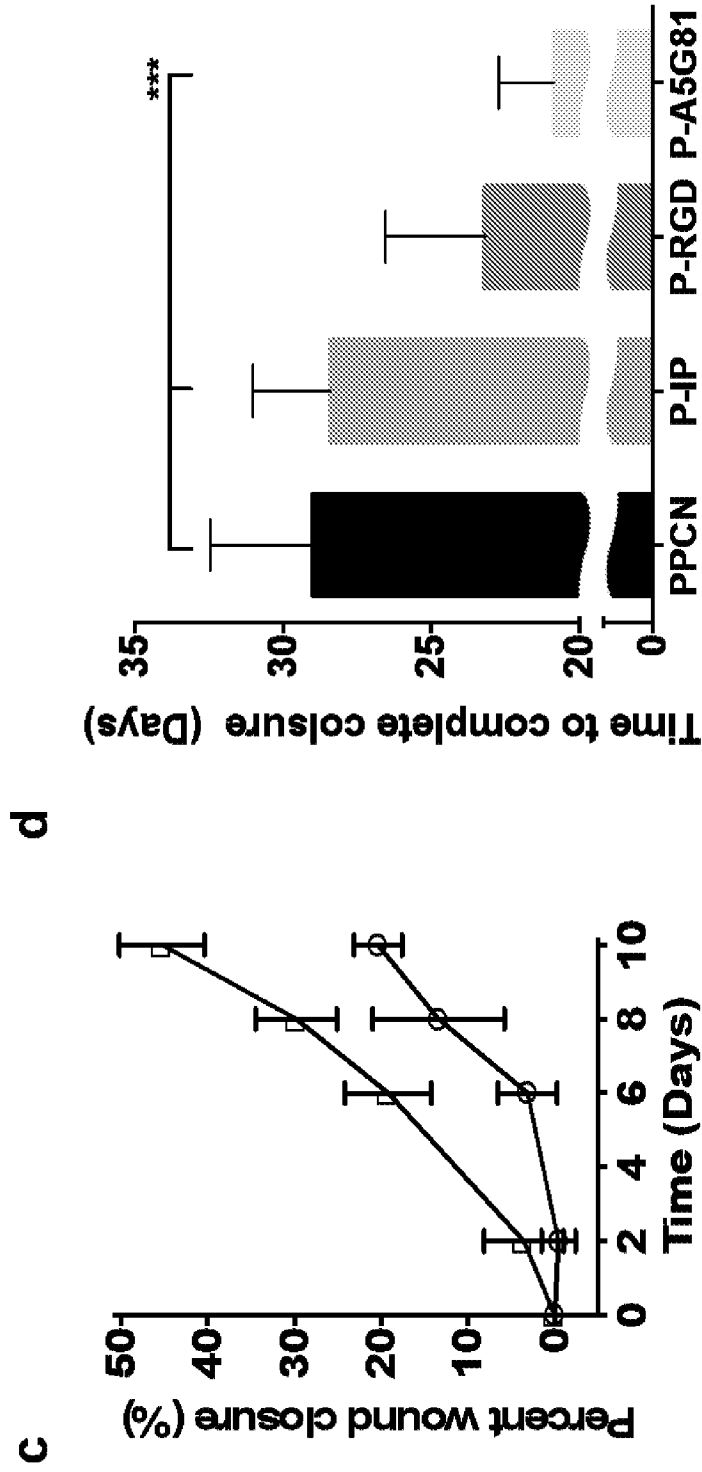 c
Percent wound closure (%)
50
40
30
20
10
0
0 2 4 6 8 10
Time (Days)
d
Time to complete colsure (Days)
35
30
25
20
0
***
PPCN P-IP P-RGD P-A5G81